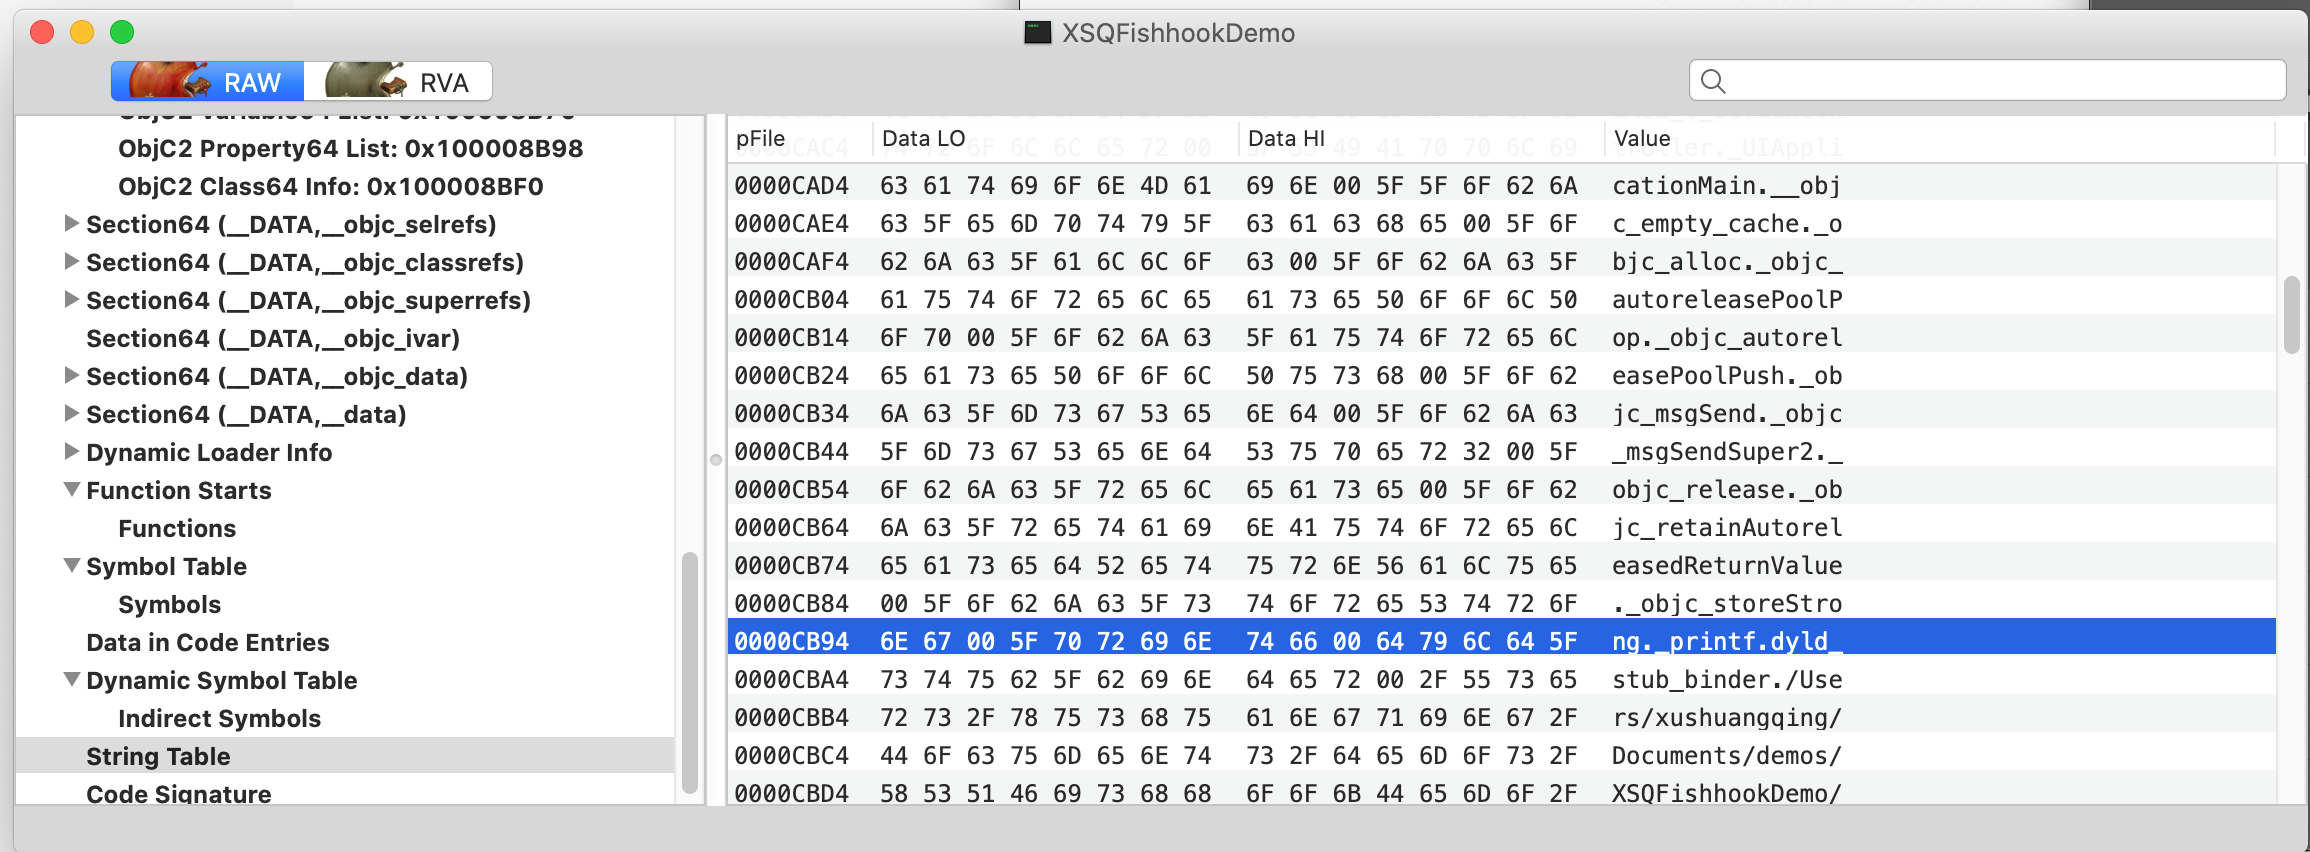 XSQFishhookDemo
RAW
RVA
ObjC2 Property64 List: 0x100008B98
ObjC2 Class64 Info: 0x100008BF0
Section64 (__DATA,__objc_selrefs)
Section64 (__DATA,__objc_classrefs)
Section64 (__DATA,__objc_superrefs)
Section64 (__DATA,__objc_ivar)
Section64 (__DATA,__objc_data)
Section64 (__DATA,__data)
Dynamic Loader Info
Function Starts
Functions
Symbol Table
Symbols
Data in Code Entries
Dynamic Symbol Table
Indirect Symbols
String Table
Code Signature
pFile Data LO Data HI Value
0000CAD4 63 61 74 69 6F 6E 4D 61 69 6E 00 5F 5F 6F 62 6A cationMain.__obj
0000CAE4 63 5F 65 6D 70 74 79 5F 63 61 63 68 65 00 5F 6F c_empty_cache._o
0000CAF4 62 6A 63 5F 61 6C 6C 6F 63 00 5F 6F 62 6A 63 5F bjc_alloc._objc_
0000CB04 61 75 74 6F 72 65 6C 65 61 73 65 50 6F 6F 6C 50 autoreleasePoolP
0000CB14 6F 70 00 5F 6F 62 6A 63 5F 61 75 74 6F 72 65 6C op._objc_autorel
0000CB24 65 61 73 65 50 6F 6F 6C 50 75 73 68 00 5F 6F 62 easePoolPush._ob
0000CB34 6A 63 5F 6D 73 67 53 65 6E 64 00 5F 6F 62 6A 63 jc_msgSend._objc
0000CB44 5F 6D 73 67 53 65 6E 64 53 75 70 65 72 32 00 5F _msgSendSuper2._
0000CB54 6F 62 6A 63 5F 72 65 6C 65 61 73 65 00 5F 6F 62 objc_release._ob
0000CB64 6A 63 5F 72 65 74 61 69 6E 41 75 74 6F 72 65 6C jc_retainAutorel
0000CB74 65 61 73 65 64 52 65 74 75 72 6E 56 61 6C 75 65 easedReturnValue
0000CB84 00 5F 6F 62 6A 63 5F 73 74 6F 72 65 53 74 72 6F ._objc_storeStro
0000CB94 6E 67 00 5F 70 72 69 6E 74 66 00 64 79 6C 64 5F ng._printf.dyld_
0000CBA4 73 74 75 62 5F 62 69 6E 64 65 72 00 2F 55 73 65 stub_binder./Use
0000CBB4 72 73 2F 78 75 73 68 75 61 6E 67 71 69 6E 67 2F rs/xushuangqing/
0000CBC4 44 6F 63 75 6D 65 6E 74 73 2F 64 65 6D 6F 73 2F Documents/demos/
0000CBD4 58 53 51 46 69 73 68 68 6F 6F 6B 44 65 6D 6F 2F XSQFishhookDemo/